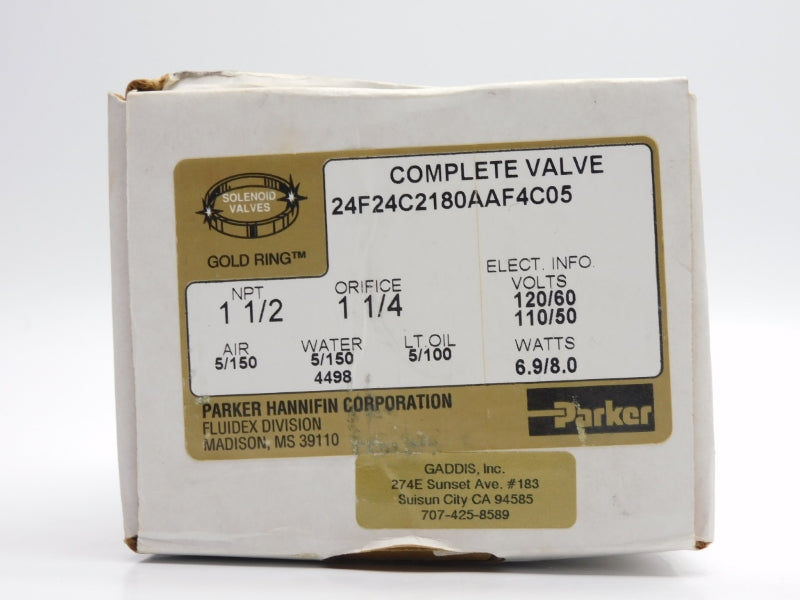 COMPLETE VALVE
24F24C2180AAF4C05
SOLENOID
VALVES
GOLD RING™
NPT
1 1/2
ORIFICE
1 1/4
ELECT. INFO.
VOLTS
120/60
110/50
AIR
5/150
WATER
5/150
4498
LT.OIL
5/100
WATTS
6.9/8.0
PARKER HANNIFIN CORPORATION
FLUIDEX DIVISION
MADISON, MS 39110
Parker
GADDIS, Inc.
274E Sunset Ave. #183
Suisun City CA 94585
707-425-8589